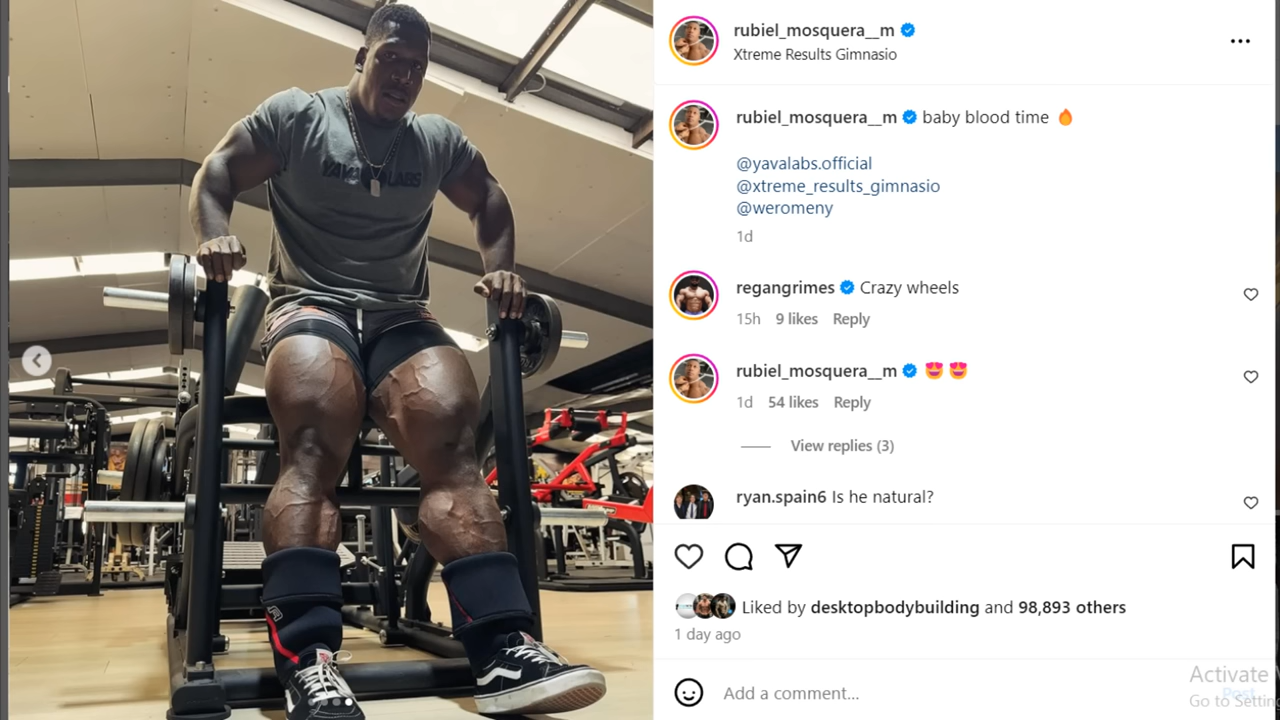 YAVA LABS
rubiel_mosquera__m
Xtreme Results Gimnasio
rubiel_mosquera__m baby blood time 🔥
@yavalabs.official
@xtreme_results_gimnasio
@weromeny
1d
regangrimes Crazy wheels
15h 9 likes Reply
rubiel_mosquera__m 😍😍
1d 54 likes Reply
View replies (3)
ryan.spain6 Is he natural?
Liked by desktopbodybuilding and 98,893 others
1 day ago
Add a comment...
Post
Activate
Go to Settin